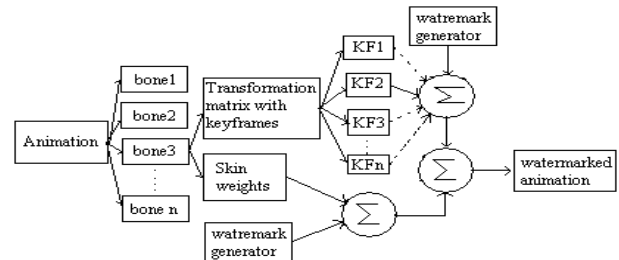 watremark
generator
KF1
bone1
Transformation
matrix with
keyframes
KF2
Σ
bone2
KF3
Animation
bone3
KFn
Skin
weights
Σ
watermarked
animation
bone n
Σ
watremark
generator